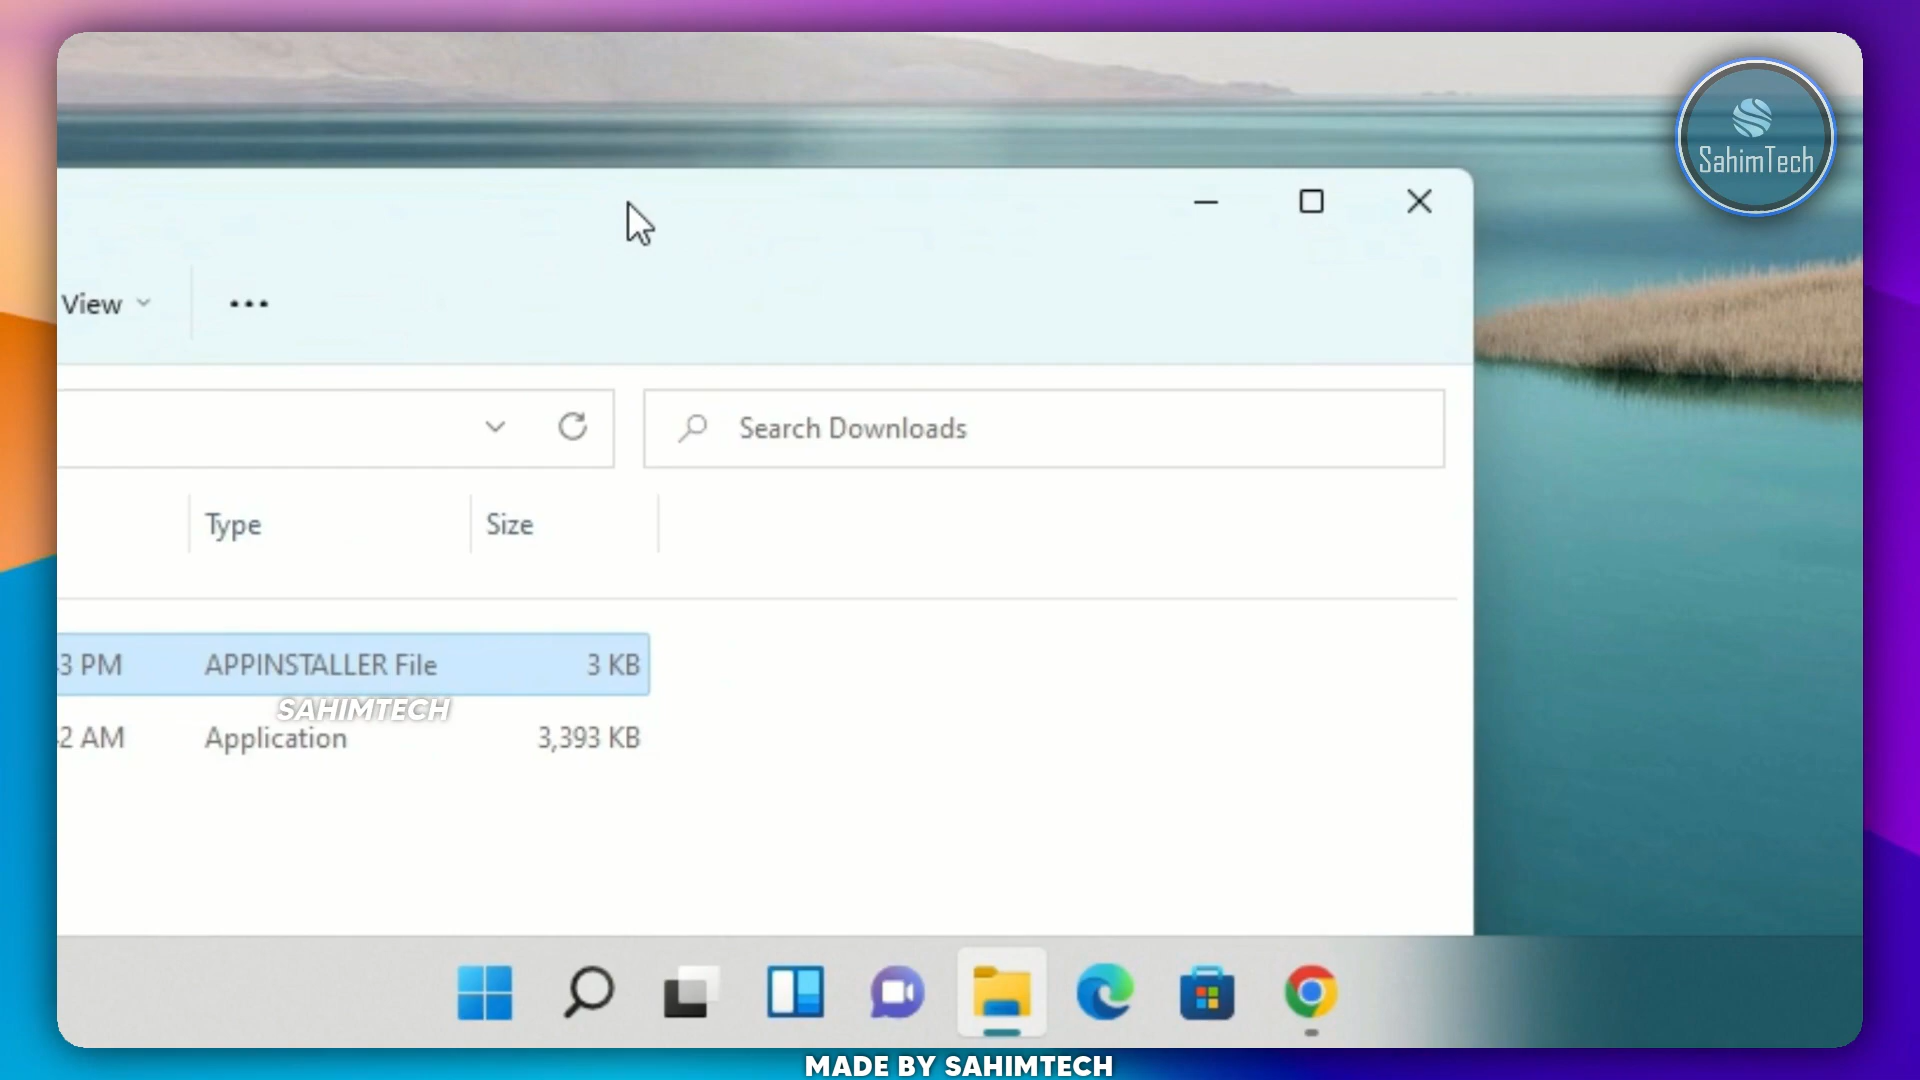 SahimTech
View
Search Downloads
Type Size
3 PM APPINSTALLER File 3 KB
SAHIMTECH
2 AM Application 3,393 KB
MADE BY SAHIMTECH